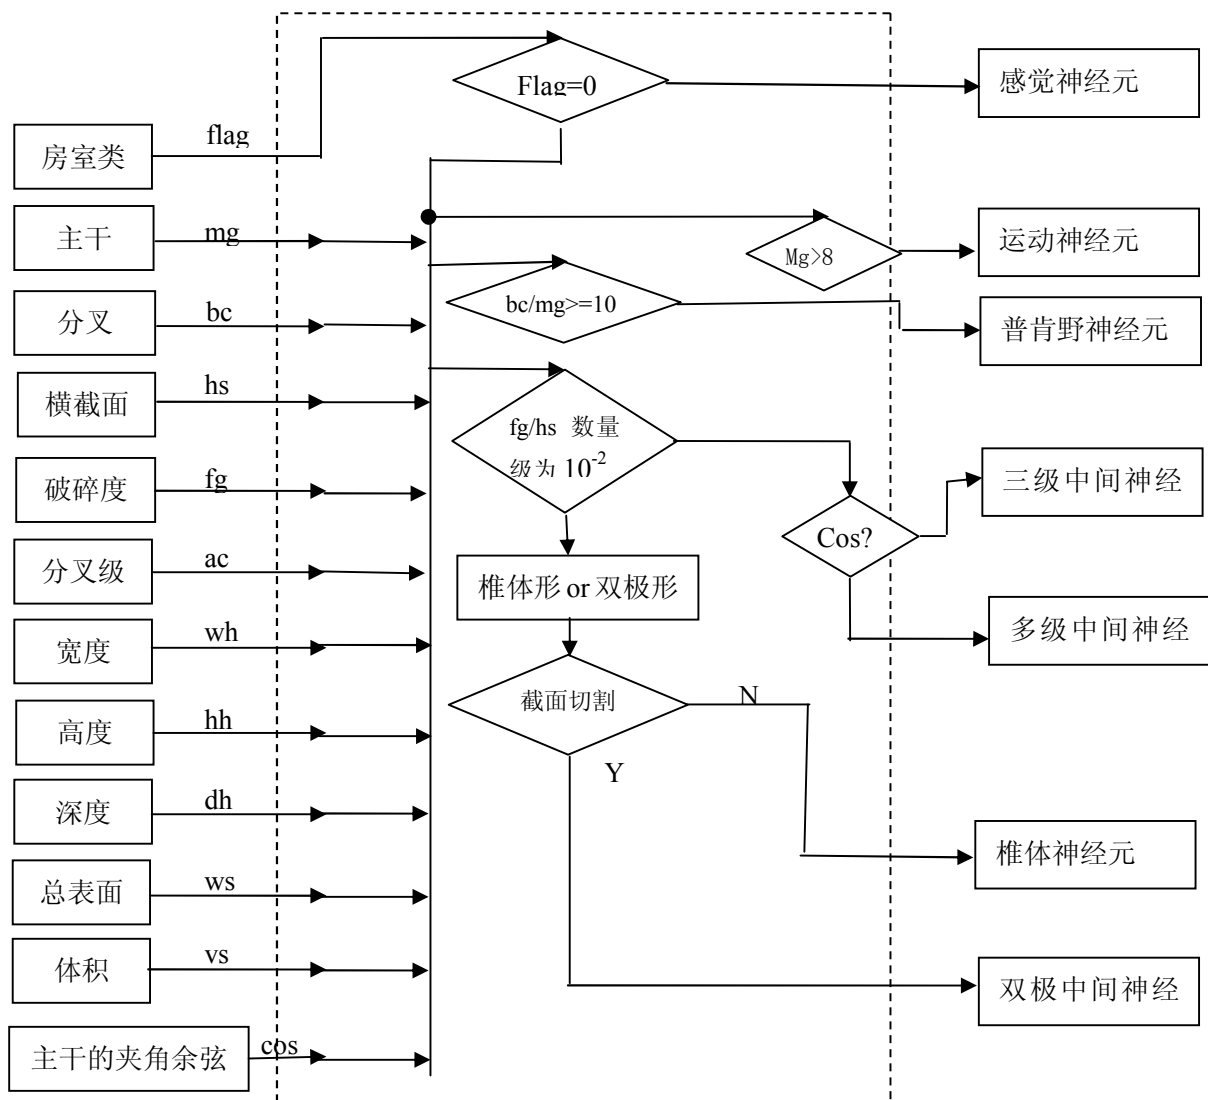 Flag=0
感觉神经元
flag
房室类
主干
mg
Mg>8
运动神经元
分叉
bc
bc/mg>=10
普肯野神经元
横截面
hs
fg/hs 数量
级为 10⁻²
破碎度
fg
三级中间神经
Cos?
分叉级
ac
椎体形 or 双极形
多级中间神经
宽度
wh
截面切割
N
高度
hh
Y
深度
dh
椎体神经元
总表面
ws
体积
vs
双极中间神经
主干的夹角余弦
cos